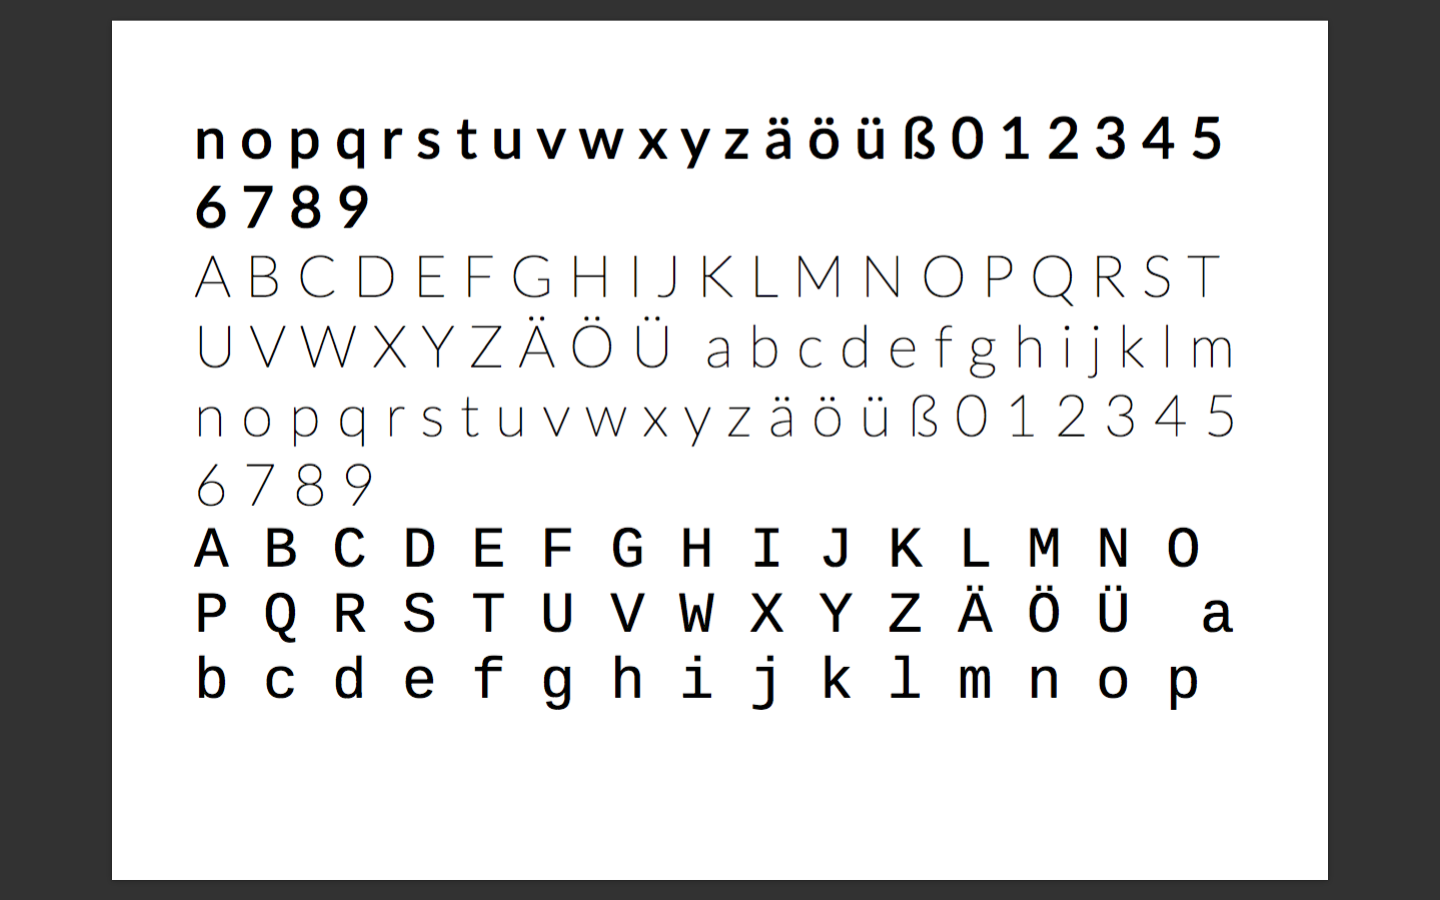 n o p q r s t u v w x y z ä ö ü ß 0 1 2 3 4 5
6 7 8 9
A B C D E F G H I J K L M N O P Q R S T
U V W X Y Z Ä Ö Ü a b c d e f g h i j k l m
n o p q r s t u v w x y z ä ö ü ß 0 1 2 3 4 5
6 7 8 9
A B C D E F G H I J K L M N O
P Q R S T U V W X Y Z Ä Ö Ü a
b c d e f g h i j k l m n o p